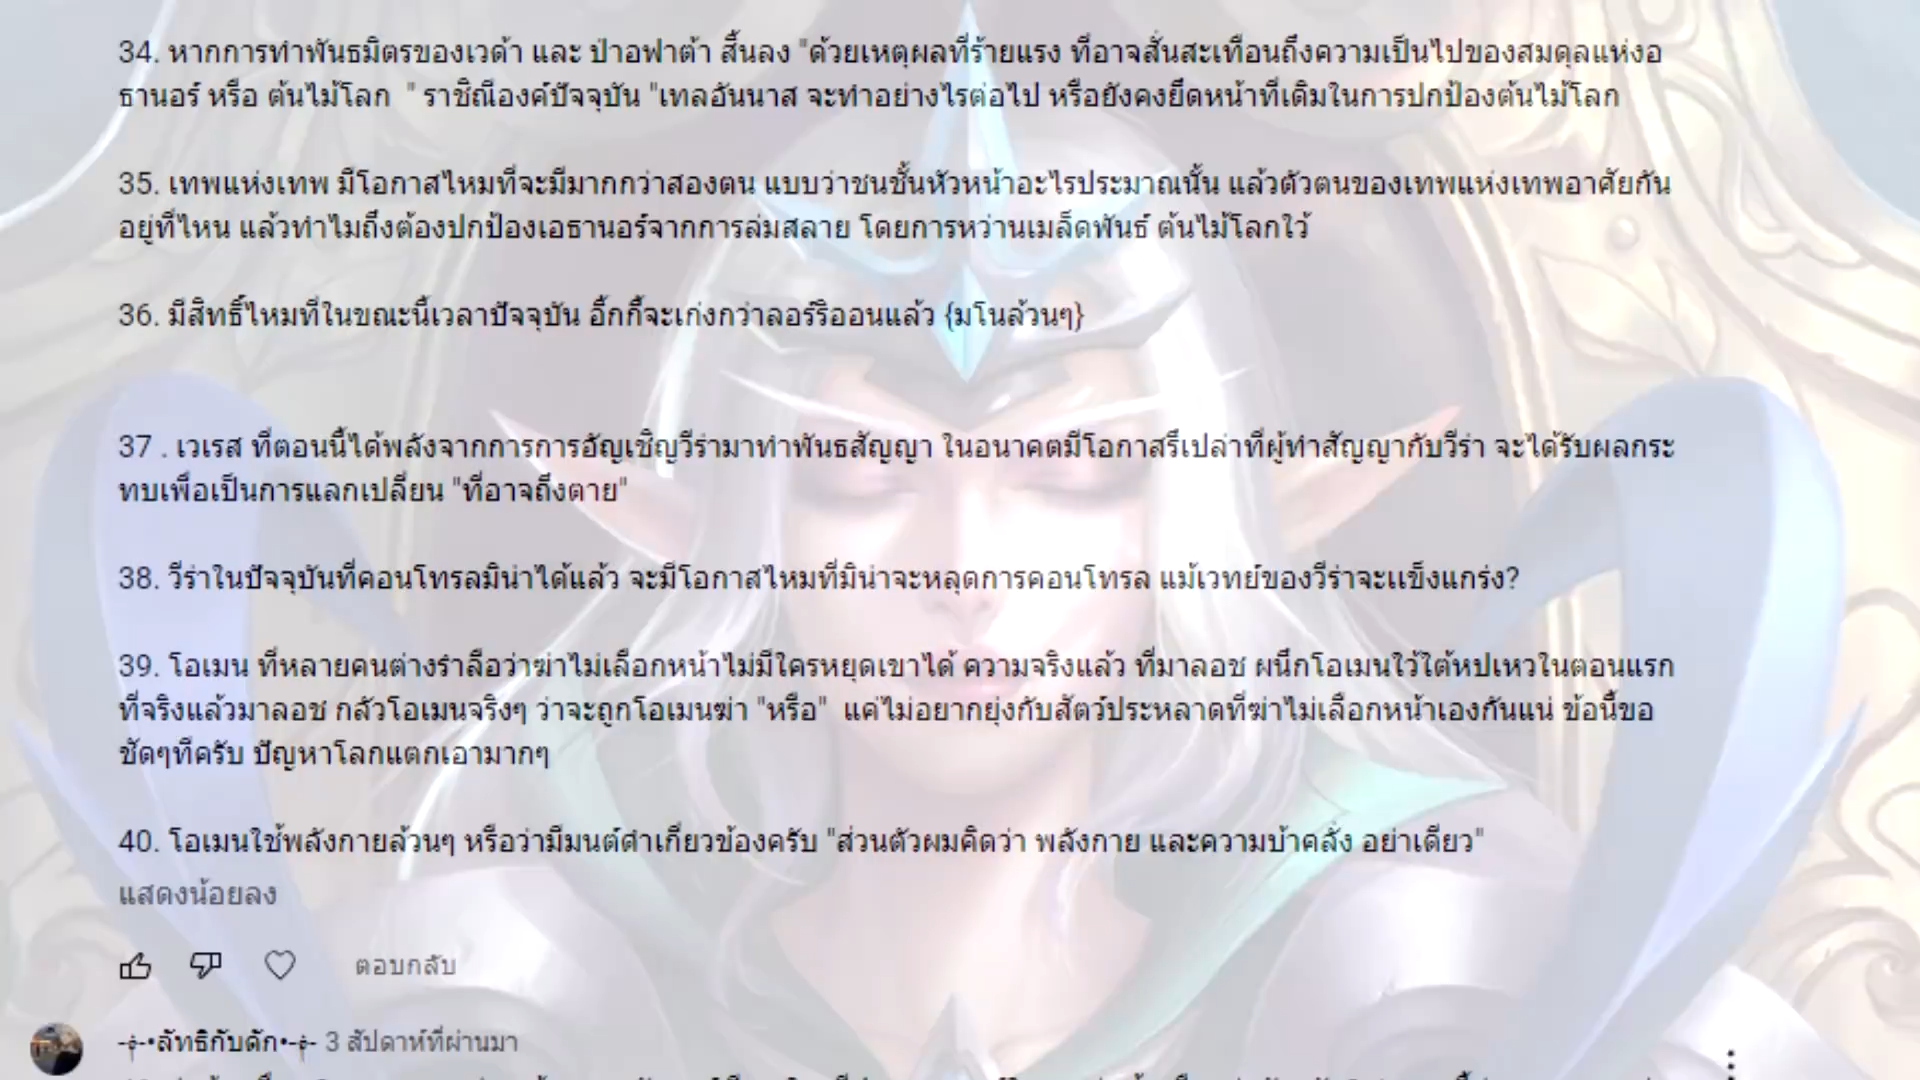 34. หากการทำพันธมิตรของเวด้า และ ป่าอฟาต้า สิ้นลง "ด้วยเหตุผลที่ร้ายแรง ที่อาจสั่นสะเทือนถึงความเป็นไปของสมดุลแห่งอ
ธานอร์ หรือ ต้นไม้โลก " ราชิณีองค์ปัจจุบัน "เทลอันนาส จะทำอย่างไรต่อไป หรือยังคงยึดหน้าที่เดิมในการปกป้องต้นไม้โลก
35. เทพแห่งเทพ มีโอกาสไหมที่จะมีมากกว่าสองตน แบบว่าชนชั้นหัวหน้าอะไรประมาณนั้น แล้วตัวตนของเทพแห่งเทพอาศัยกัน
อยู่ที่ไหน แล้วทำไมถึงต้องปกป้องเอธานอร์จากการล่มสลาย โดยการหว่านเมล็ดพันธ์ ต้นไม้โลกใว้
36. มีสิทธิ์ไหมที่ในขณะนี้เวลาปัจจุบัน อิ้กกี้จะเก่งกว่าลอร์ริออนแล้ว {มโนล้วนๆ}
37 . เวเรส ที่ตอนนี้ได้พลังจากการการอัญเชิญวีร่ามาทำพันธสัญญา ในอนาคตมีโอกาสรึเปล่าที่ผู้ทำสัญญากับวีร่า จะได้รับผลกระ
ทบเพื่อเป็นการแลกเปลี่ยน "ที่อาจถึงตาย"
38. วีร่าในปัจจุบันที่คอนโทรลมิน่าได้แล้ว จะมีโอกาสไหมที่มิน่าจะหลุดการคอนโทรล แม้เวทย์ของวีร่าจะแข็งแกร่ง?
39. โอเมน ที่หลายคนต่างรำลือว่าฆ่าไม่เลือกหน้าไม่มีใครหยุดเขาได้ ความจริงแล้ว ที่มาลอช ผนึกโอเมนใว้ใต้หปเหวในตอนแรก
ที่จริงแล้วมาลอช กลัวโอเมนจริงๆ ว่าจะถูกโอเมนฆ่า "หรือ" แค่ไม่อยากยุ่งกับสัตว์ประหลาดที่ฆ่าไม่เลือกหน้าเองกันแน่ ข้อนี้ขอ
ชัดๆทีครับ ปัญหาโลกแตกเอามากๆ
40. โอเมนใช้พลังกายล้วนๆ หรือว่ามีมนต์ดำเกี่ยวข้องครับ "ส่วนตัวผมคิดว่า พลังกาย และความบ้าคลั่ง อย่าเดียว"
แสดงน้อยลง
ตอบกลับ
•ลัทธิกับดัก• 3 สัปดาห์ที่ผ่านมา